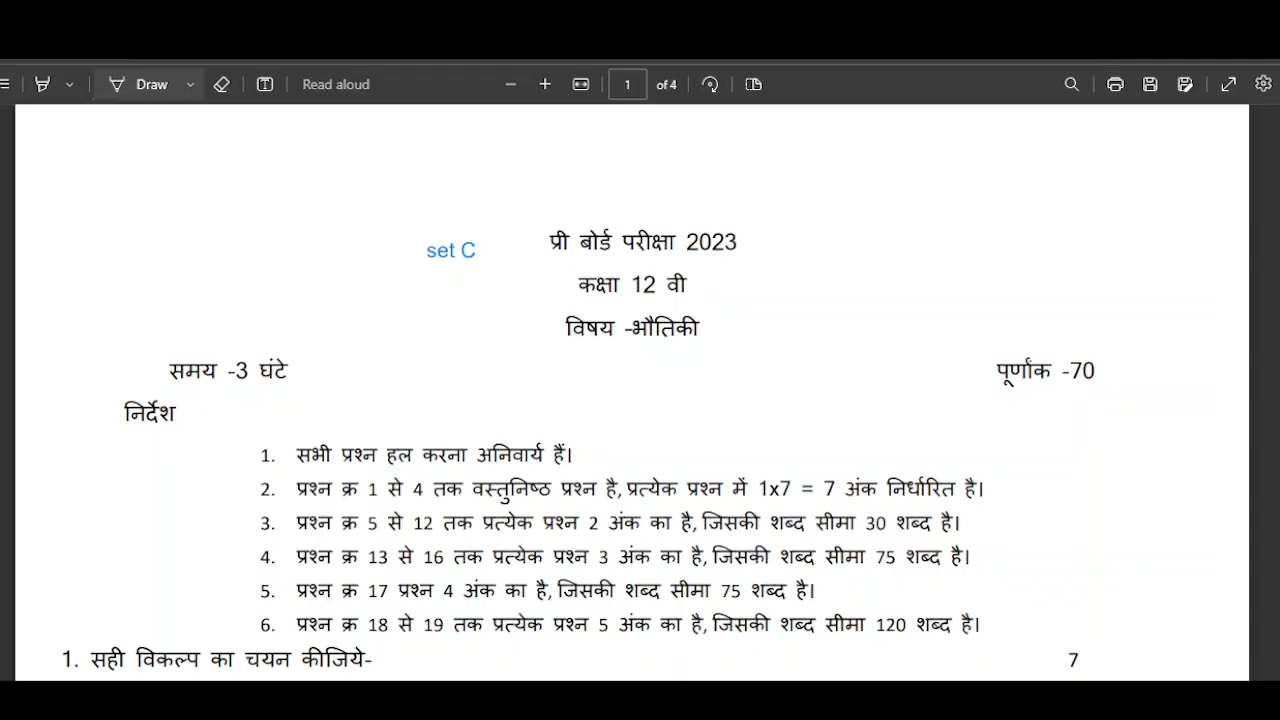 Draw
Read aloud
1 of 4
set C
प्री बोर्ड परीक्षा 2023
कक्षा 12 वी
विषय -भौतिकी
समय -3 घंटे
पूर्णांक -70
निर्देश
1. सभी प्रश्न हल करना अनिवार्य हैं।
2. प्रश्न क्र 1 से 4 तक वस्तुनिष्ठ प्रश्न है, प्रत्येक प्रश्न में 1x7 = 7 अंक निर्धारित है।
3. प्रश्न क्र 5 से 12 तक प्रत्येक प्रश्न 2 अंक का है, जिसकी शब्द सीमा 30 शब्द है।
4. प्रश्न क्र 13 से 16 तक प्रत्येक प्रश्न 3 अंक का है, जिसकी शब्द सीमा 75 शब्द है।
5. प्रश्न क्र 17 प्रश्न 4 अंक का है, जिसकी शब्द सीमा 75 शब्द है।
6. प्रश्न क्र 18 से 19 तक प्रत्येक प्रश्न 5 अंक का है, जिसकी शब्द सीमा 120 शब्द है।
1. सही विकल्प का चयन कीजिये- 7